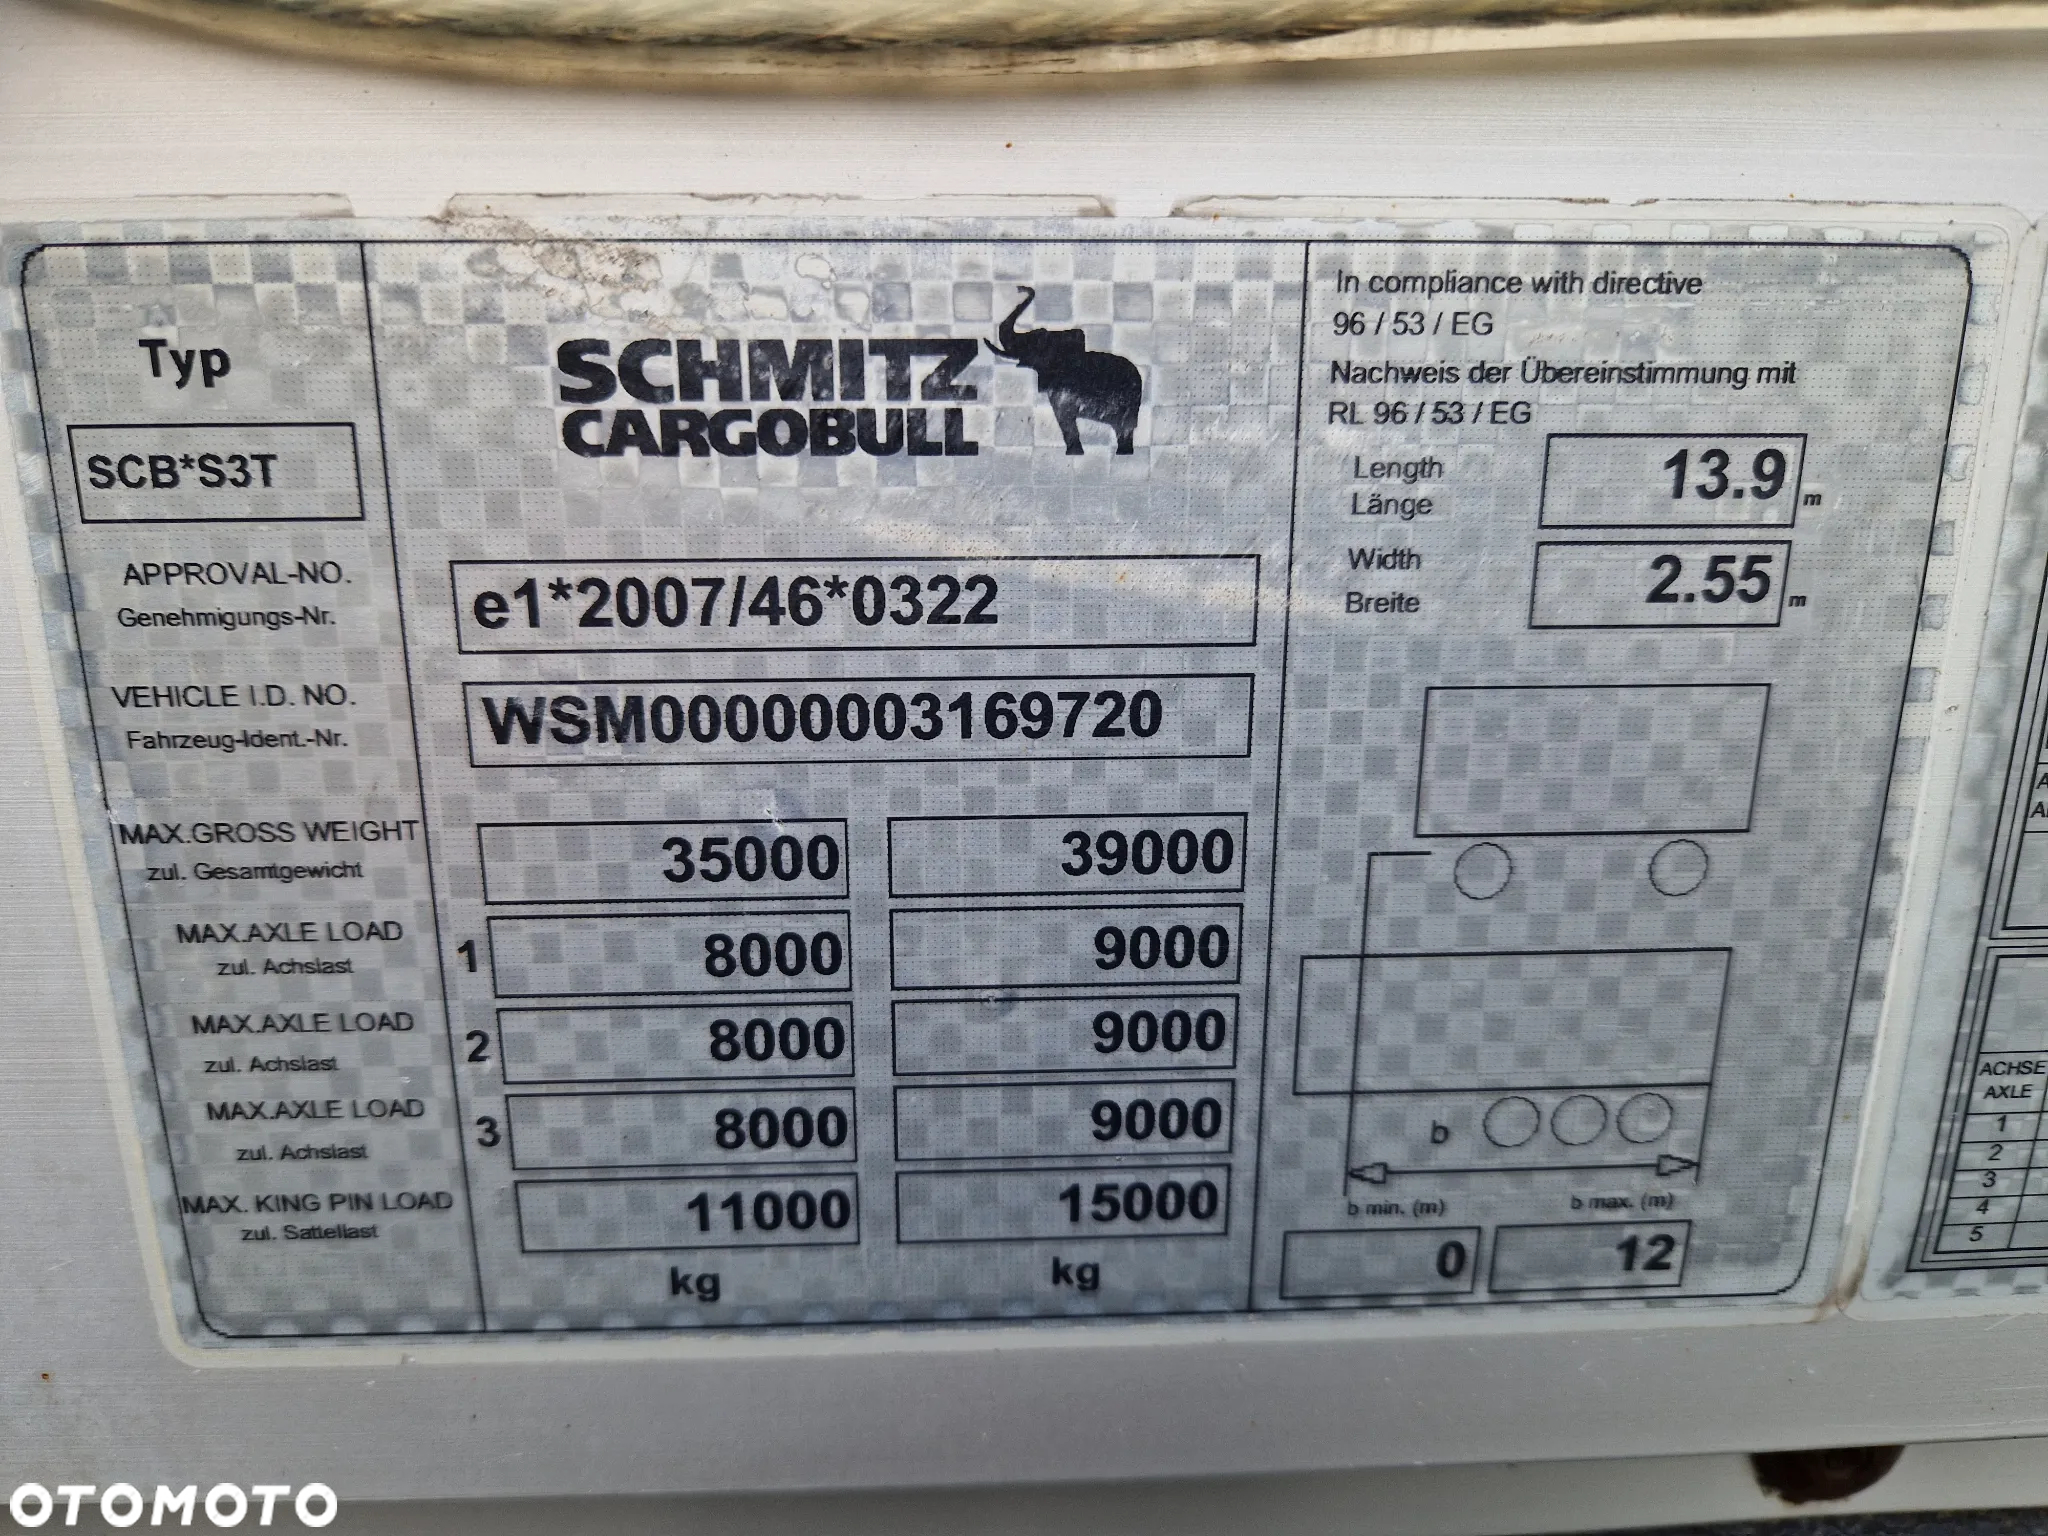 Typ
SCB*S3T
SCHMITZ
CARGOBULL
APPROVAL-NO.
Genehmigungs-Nr.
e1*2007/46*0322
VEHICLE I.D. NO.
Fahrzeug-Ident.-Nr.
WSM00000003169720
MAX.GROSS WEIGHT
zul. Gesamtgewicht
35000 39000
MAX.AXLE LOAD
zul. Achslast
1 8000 9000
MAX.AXLE LOAD
zul. Achslast
2 8000 9000
MAX.AXLE LOAD
zul. Achslast
3 8000 9000
MAX. KING PIN LOAD
zul. Sattellast
11000 15000
kg kg
In compliance with directive
96 / 53 / EG
Nachweis der Übereinstimmung mit
RL 96 / 53 / EG
Length
Länge
13.9 m
Width
Breite
2.55 m
b
b min. (m) b max. (m)
0 12
ACHSE
AXLE
1
2
3
4
5
OTOMOTO